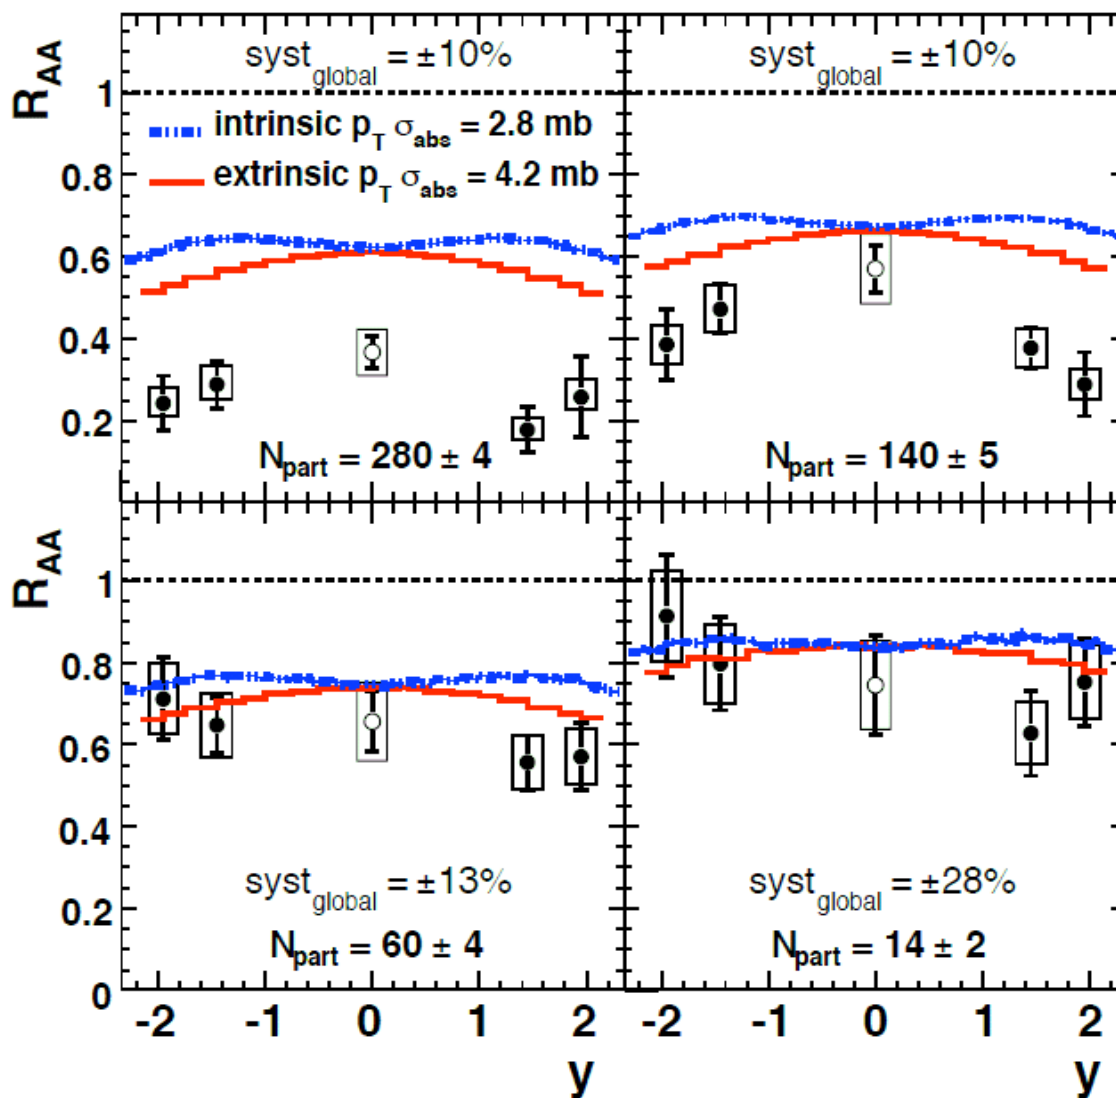 syst_global = ±10%
syst_global = ±10%
R_AA
1
intrinsic p_T σ_abs = 2.8 mb
extrinsic p_T σ_abs = 4.2 mb
0.8
0.6
0.4
0.2
N_part = 280 ± 4
N_part = 140 ± 5
R_AA
1
0.8
0.6
0.4
0.2
0
syst_global = ±13%
syst_global = ±28%
N_part = 60 ± 4
N_part = 14 ± 2
-2 -1 0 1 2
-2 -1 0 1 2
y
y